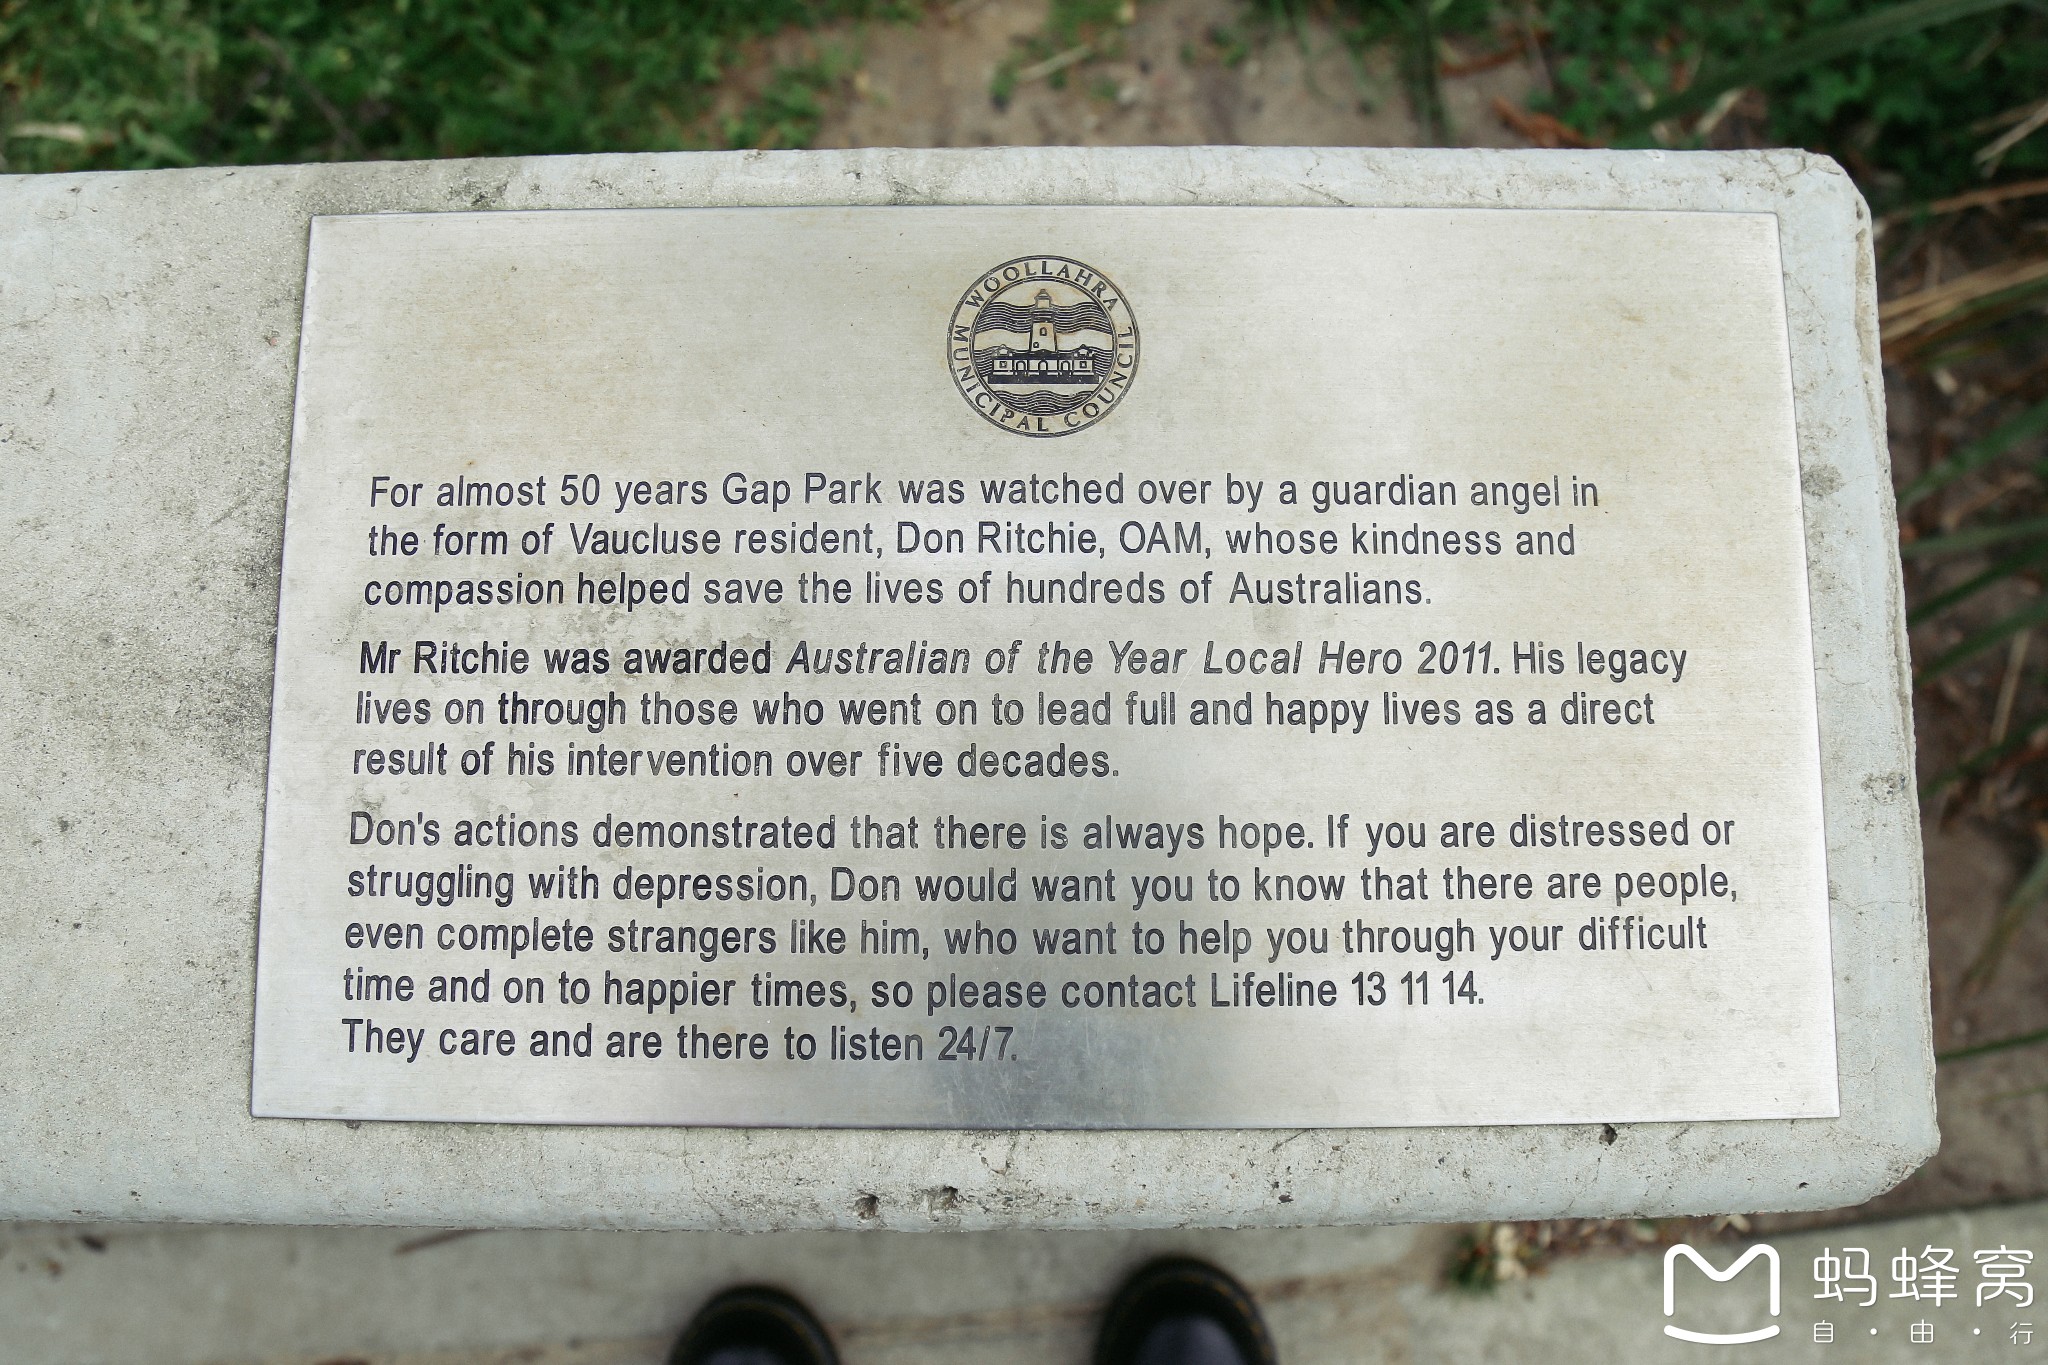 WOOLLAHRA
MUNICIPAL COUNCIL
For almost 50 years Gap Park was watched over by a guardian angel in
the form of Vaucluse resident, Don Ritchie, OAM, whose kindness and
compassion helped save the lives of hundreds of Australians.
Mr Ritchie was awarded Australian of the Year Local Hero 2011. His legacy
lives on through those who went on to lead full and happy lives as a direct
result of his intervention over five decades.
Don's actions demonstrated that there is always hope. If you are distressed or
struggling with depression, Don would want you to know that there are people,
even complete strangers like him, who want to help you through your difficult
time and on to happier times, so please contact Lifeline 13 11 14.
They care and are there to listen 24/7.
蚂蜂窝
自·由·行